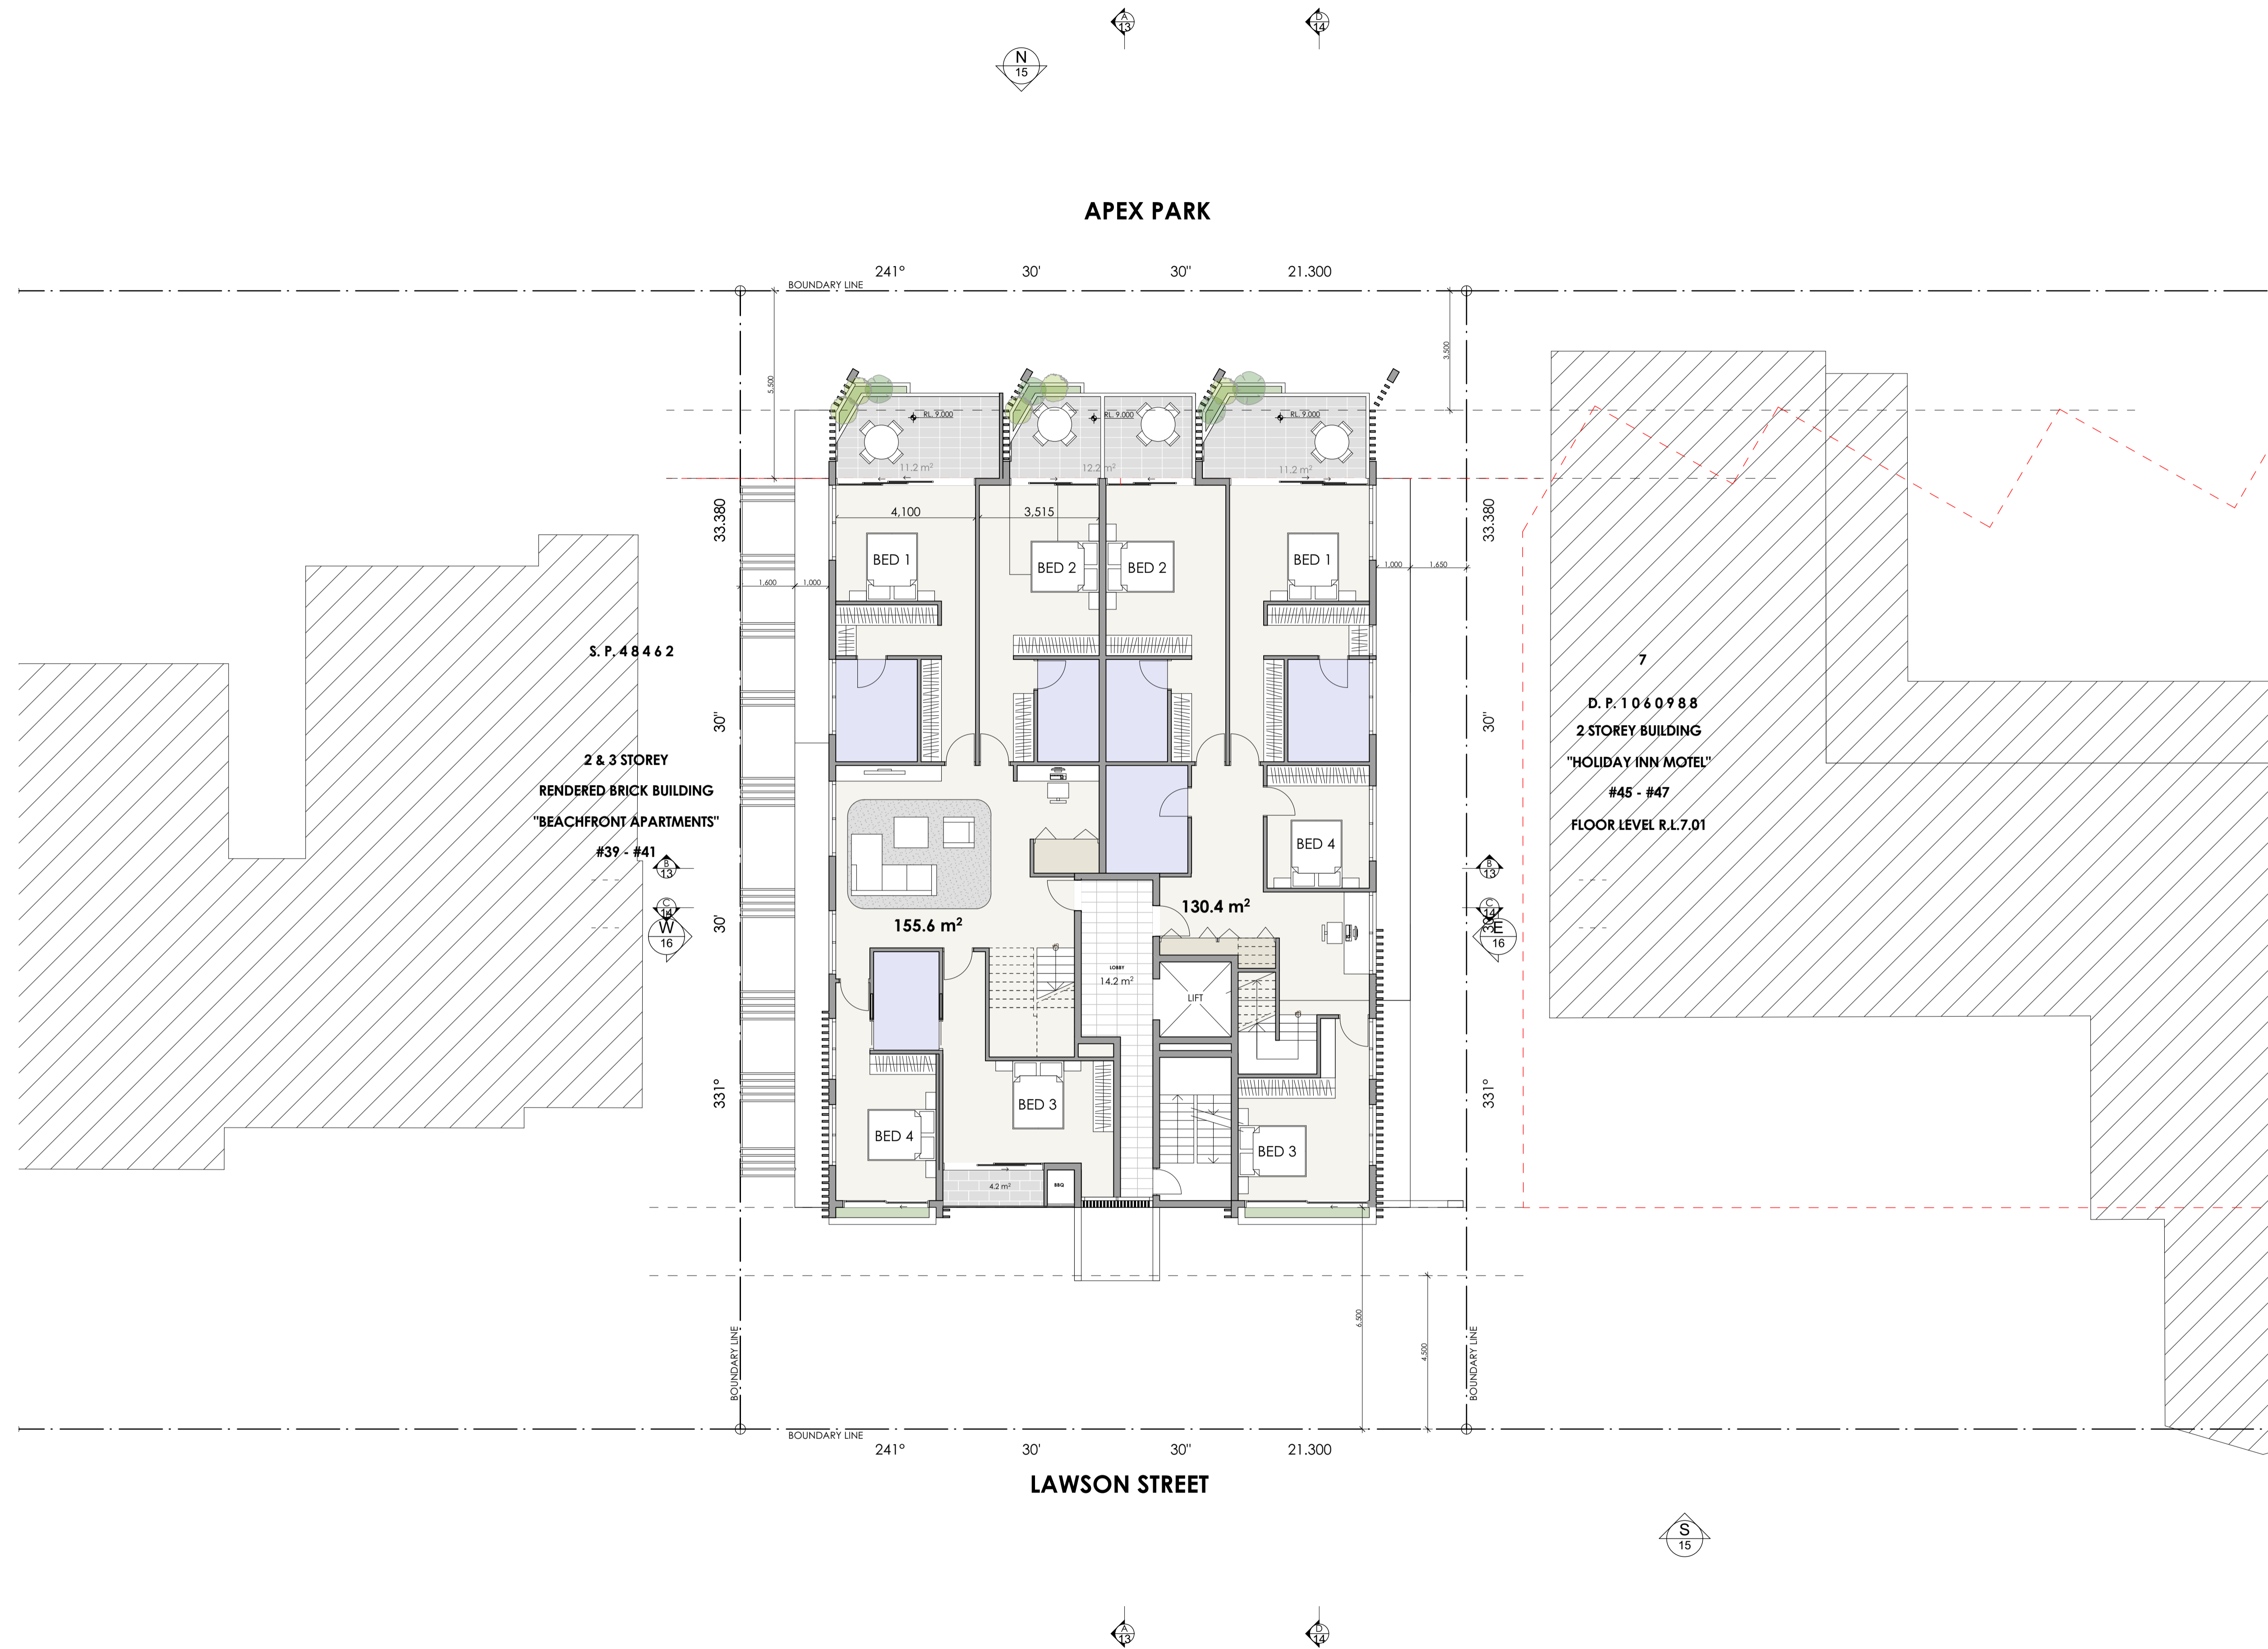 A
13
D
14
N
15
APEX PARK
241° 30' 30" 21.300
BOUNDARY LINE
5,500
3,500
RL. 9.000
RL. 9.000
RL. 9.000
11.2 m²
12.2 m²
11.2 m²
33.380
33.380
4,100
3,515
BED 1
BED 2
BED 2
BED 1
1,600
1,000
1,000
1,650
S. P. 4 8 4 6 2
7
D. P. 1 0 6 0 9 8 8
30"
30"
2 STOREY BUILDING
2 & 3 STOREY
"HOLIDAY INN MOTEL"
RENDERED BRICK BUILDING
#45 - #47
"BEACHFRONT APARTMENTS"
FLOOR LEVEL R.L.7.01
#39 - #41
BED 4
B
13
B
13
C
14
C
14
W
16
E
16
30'
30'
155.6 m²
130.4 m²
LOBBY
14.2 m²
LIFT
331°
331°
BED 3
BED 4
BED 3
4.2 m²
BBQ
6,500
4,500
BOUNDARY LINE
BOUNDARY LINE
BOUNDARY LINE
241° 30' 30" 21.300
LAWSON STREET
S
15
A
13
D
14